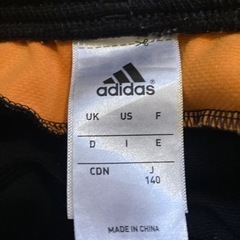 adidas
UK US F
D I E
CDN J
140
MADE IN CHINA